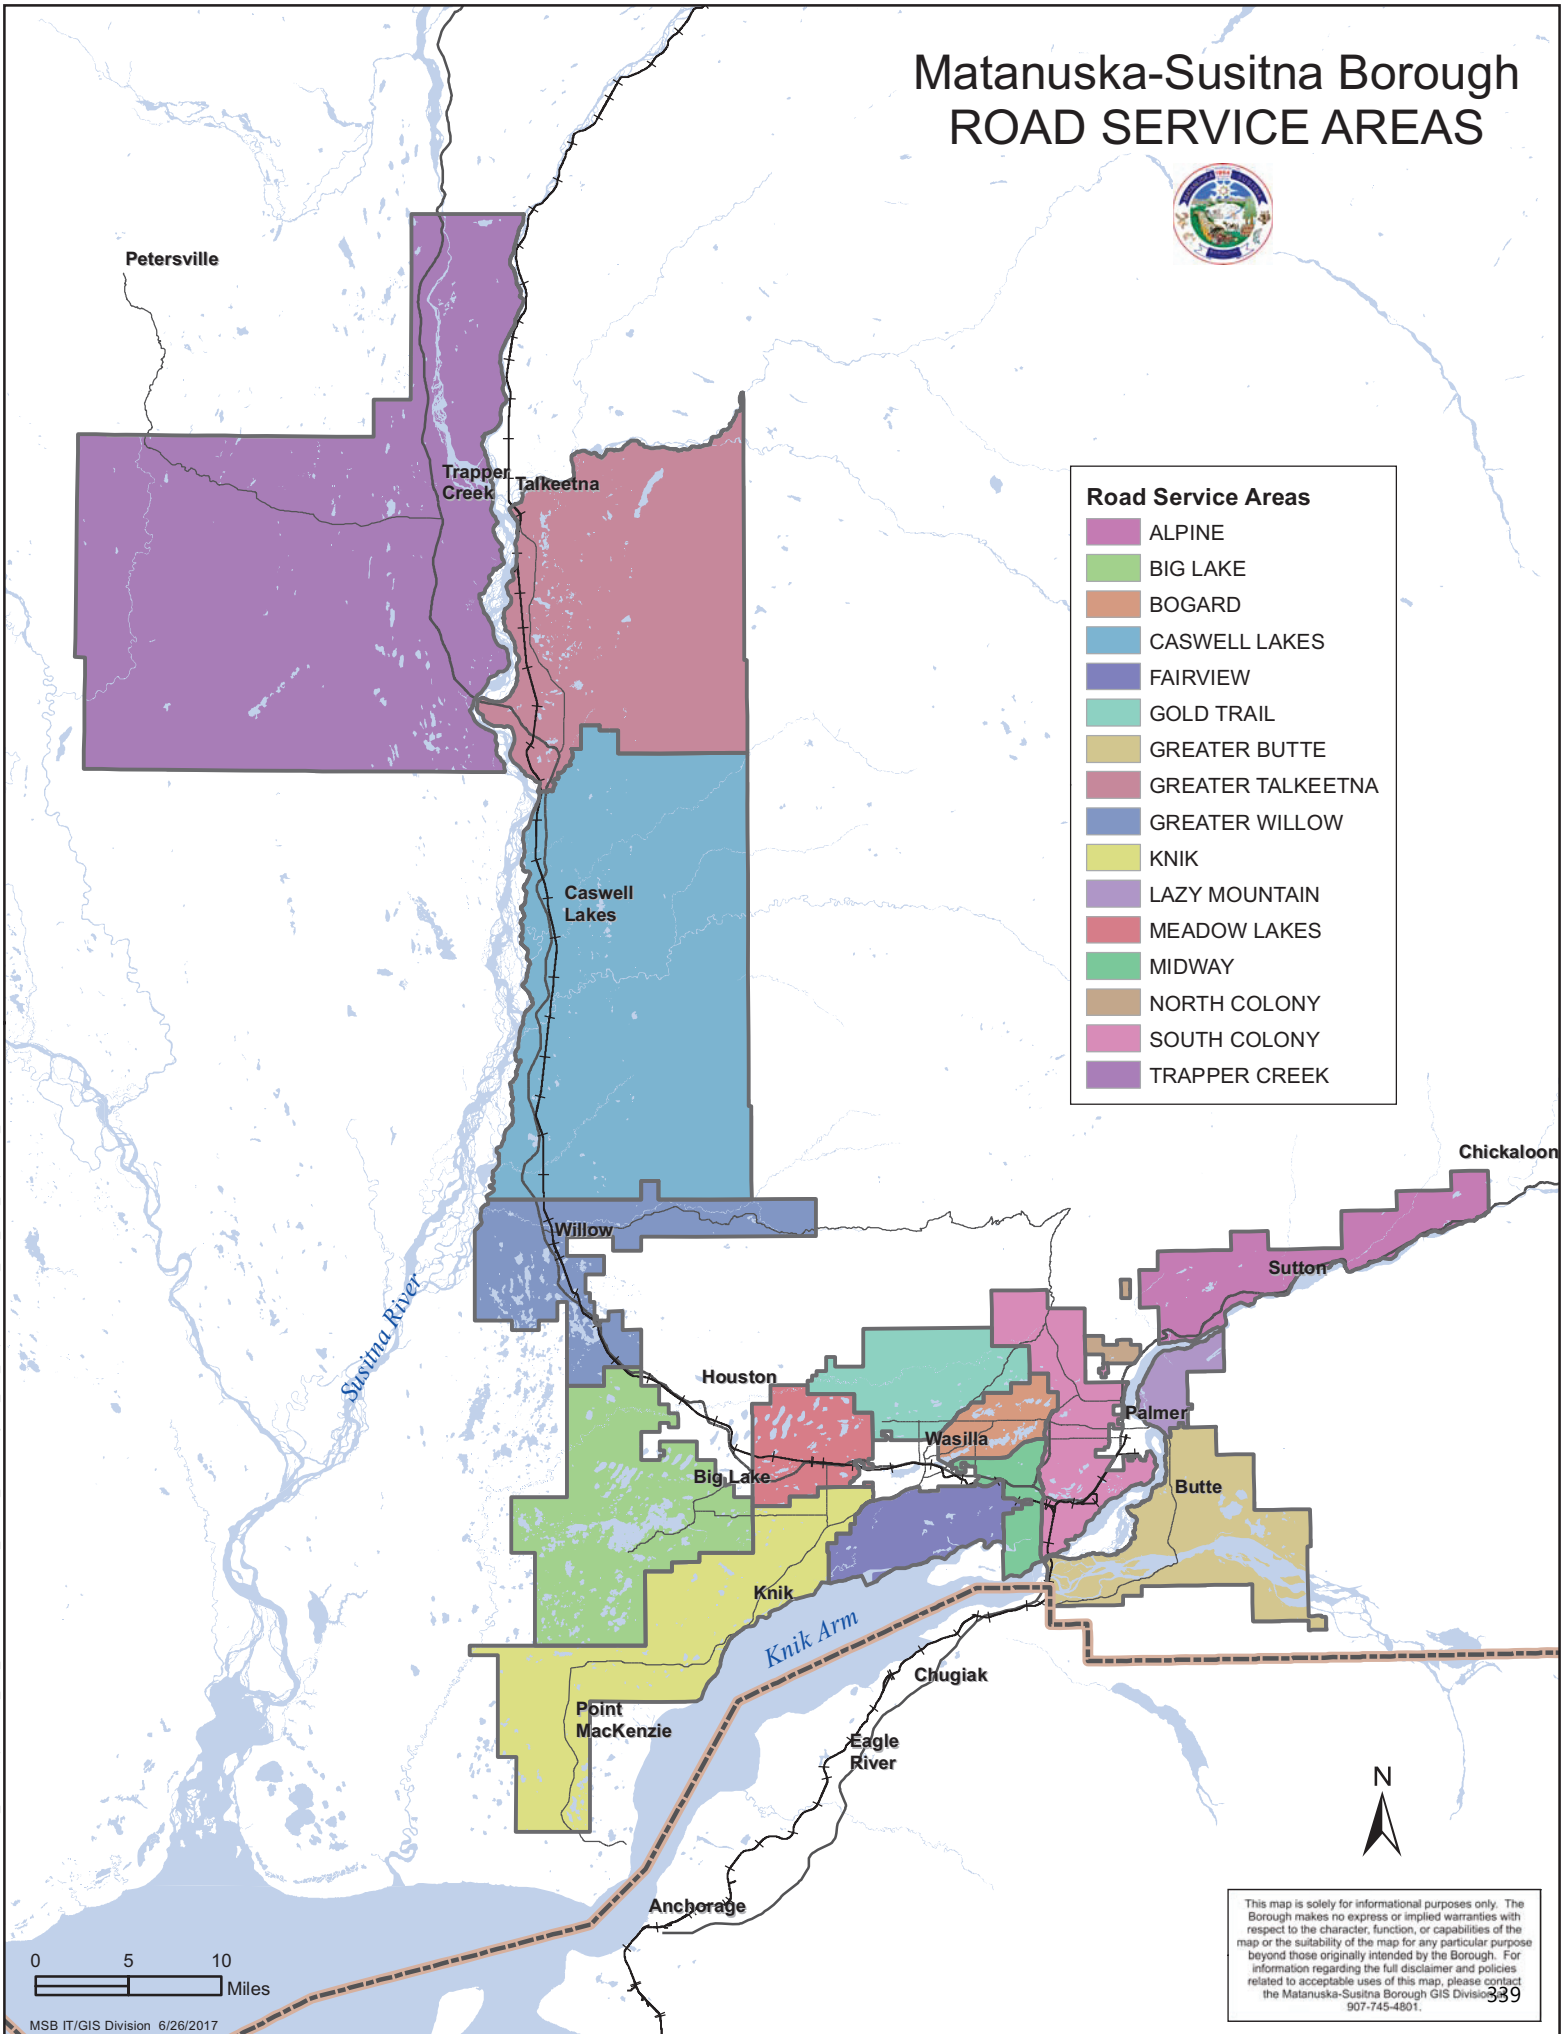 Matanuska-Susitna Borough
ROAD SERVICE AREAS
Petersville
Trapper
Creek
Talkeetna
Road Service Areas
ALPINE
BIG LAKE
BOGARD
CASWELL LAKES
FAIRVIEW
GOLD TRAIL
GREATER BUTTE
GREATER TALKEETNA
GREATER WILLOW
KNIK
LAZY MOUNTAIN
MEADOW LAKES
MIDWAY
NORTH COLONY
SOUTH COLONY
TRAPPER CREEK
Caswell
Lakes
Chickaloon
Willow
Sutton
Susitna River
Houston
Palmer
Wasilla
Big Lake
Butte
Knik
Knik Arm
Chugiak
Point
MacKenzie
Eagle
River
N
Anchorage
0 5 10
Miles
MSB IT/GIS Division 6/26/2017
This map is solely for informational purposes only. The
Borough makes no express or implied warranties with
respect to the character, function, or capabilities of the
map or the suitability of the map for any particular purpose
beyond those originally intended by the Borough. For
information regarding the full disclaimer and policies
related to acceptable uses of this map, please contact
the Matanuska-Susitna Borough GIS Division
339
907-745-4801.